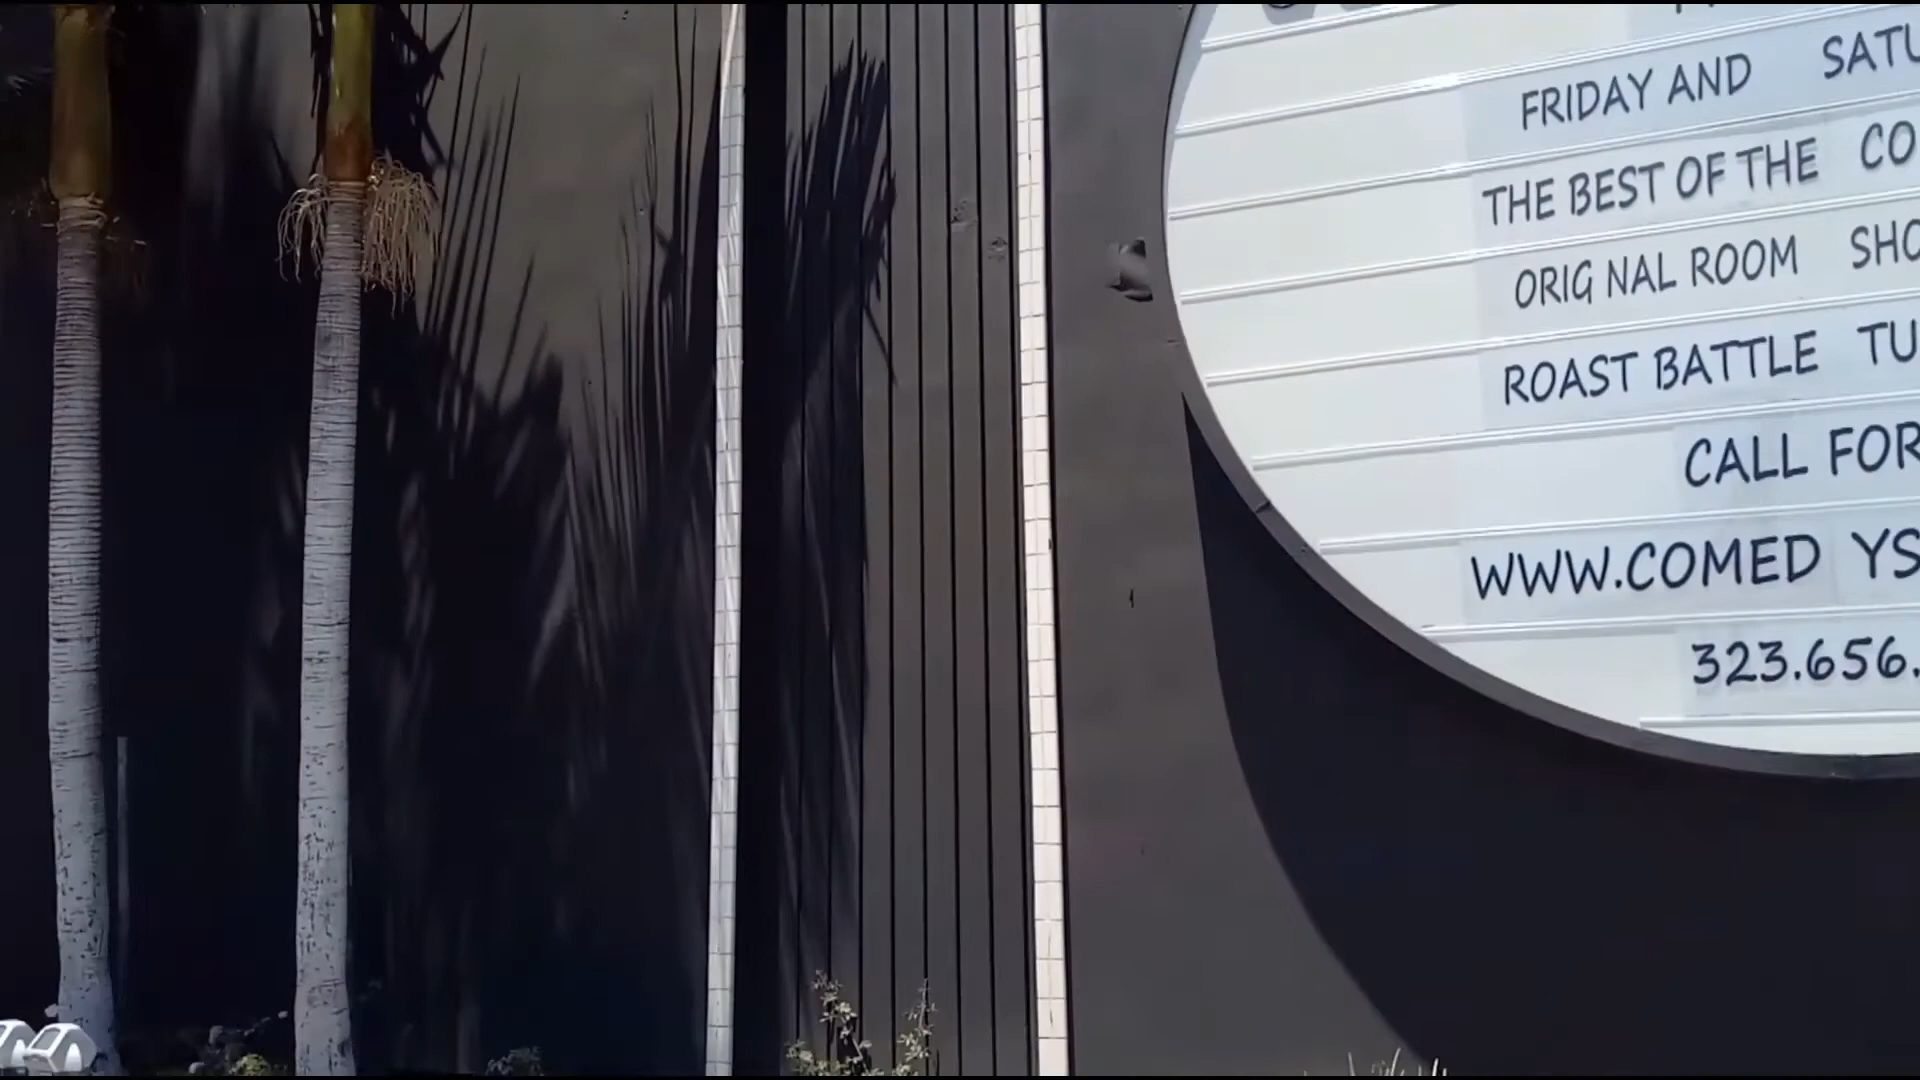 FRIDAY AND SATU
THE BEST OF THE CO
ORIG NAL ROOM SHO
ROAST BATTLE TU
CALL FOR
WWW.COMED YS
323.656.